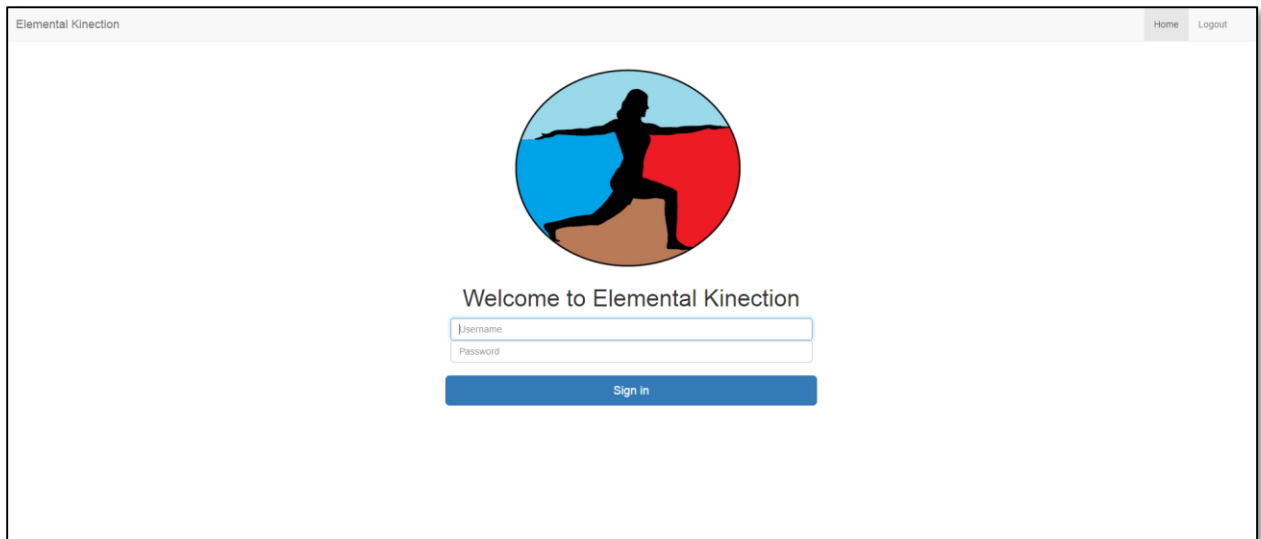 Elemental Kinection
Home Logout
Welcome to Elemental Kinection
Username
Password
Sign in